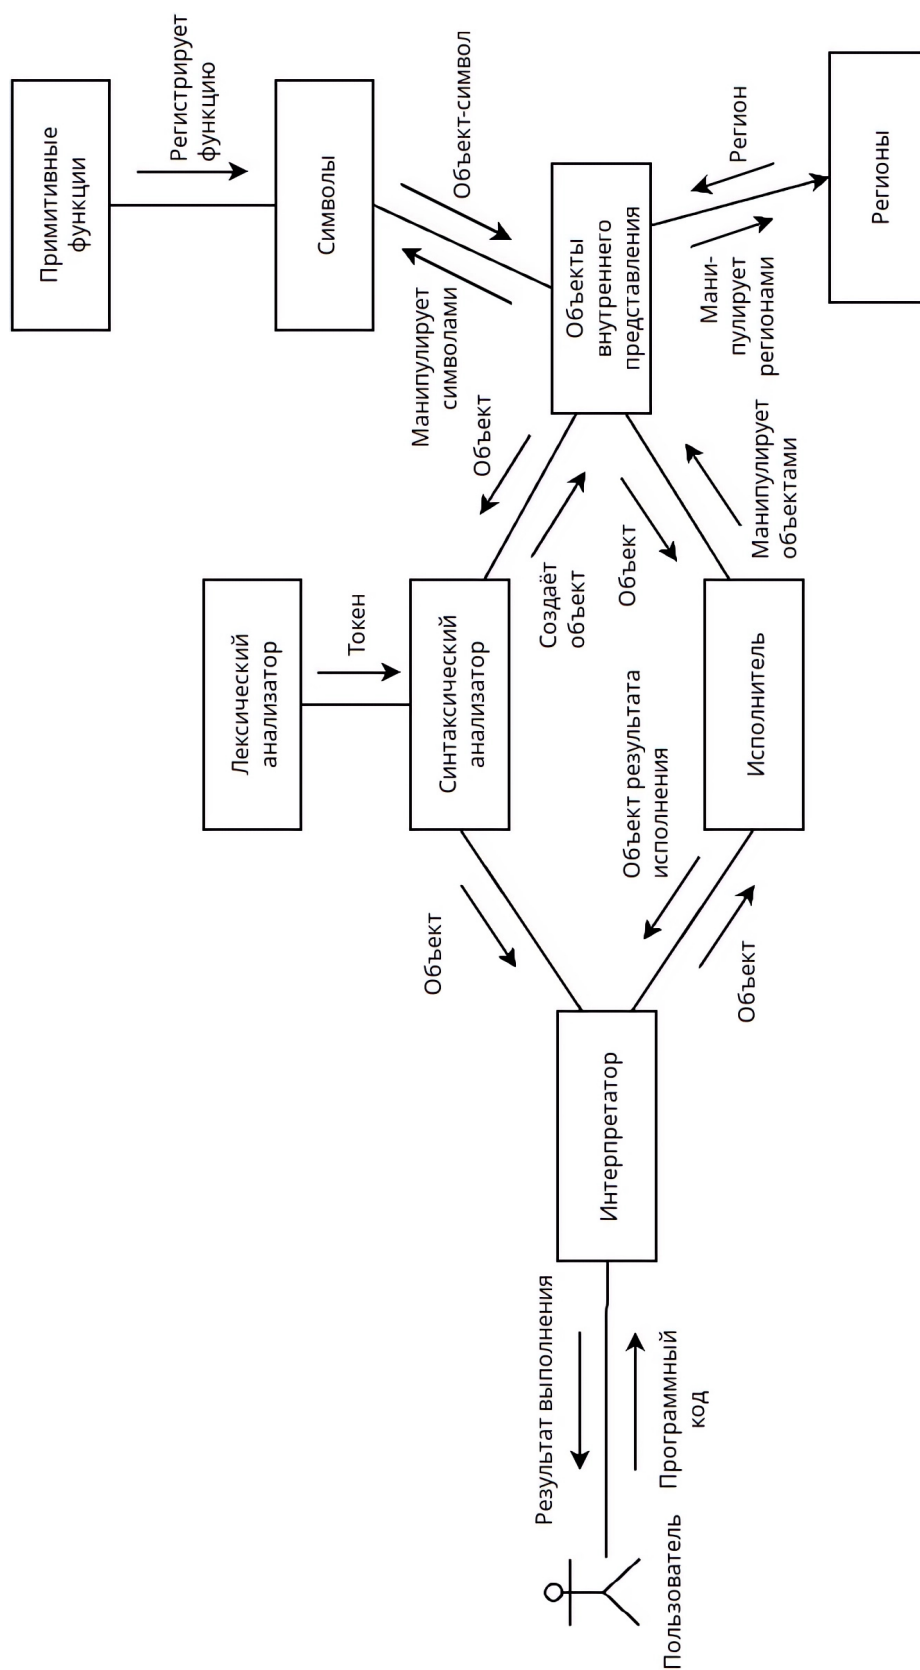 Примитивные
функции
Регистрирует
функцию
Символы
Объект-символ
Манипулирует
символами
Объекты
внутреннего
представления
Регион
Мани-
пулирует
регионами
Регионы
Лексический
анализатор
Токен
Синтаксический
анализатор
Объект
Создаёт
объект
Объект
Манипулирует
объектами
Исполнитель
Объект
Объект результата
исполнения
Объект
Интерпретатор
Результат выполнения
Программный
код
Пользователь